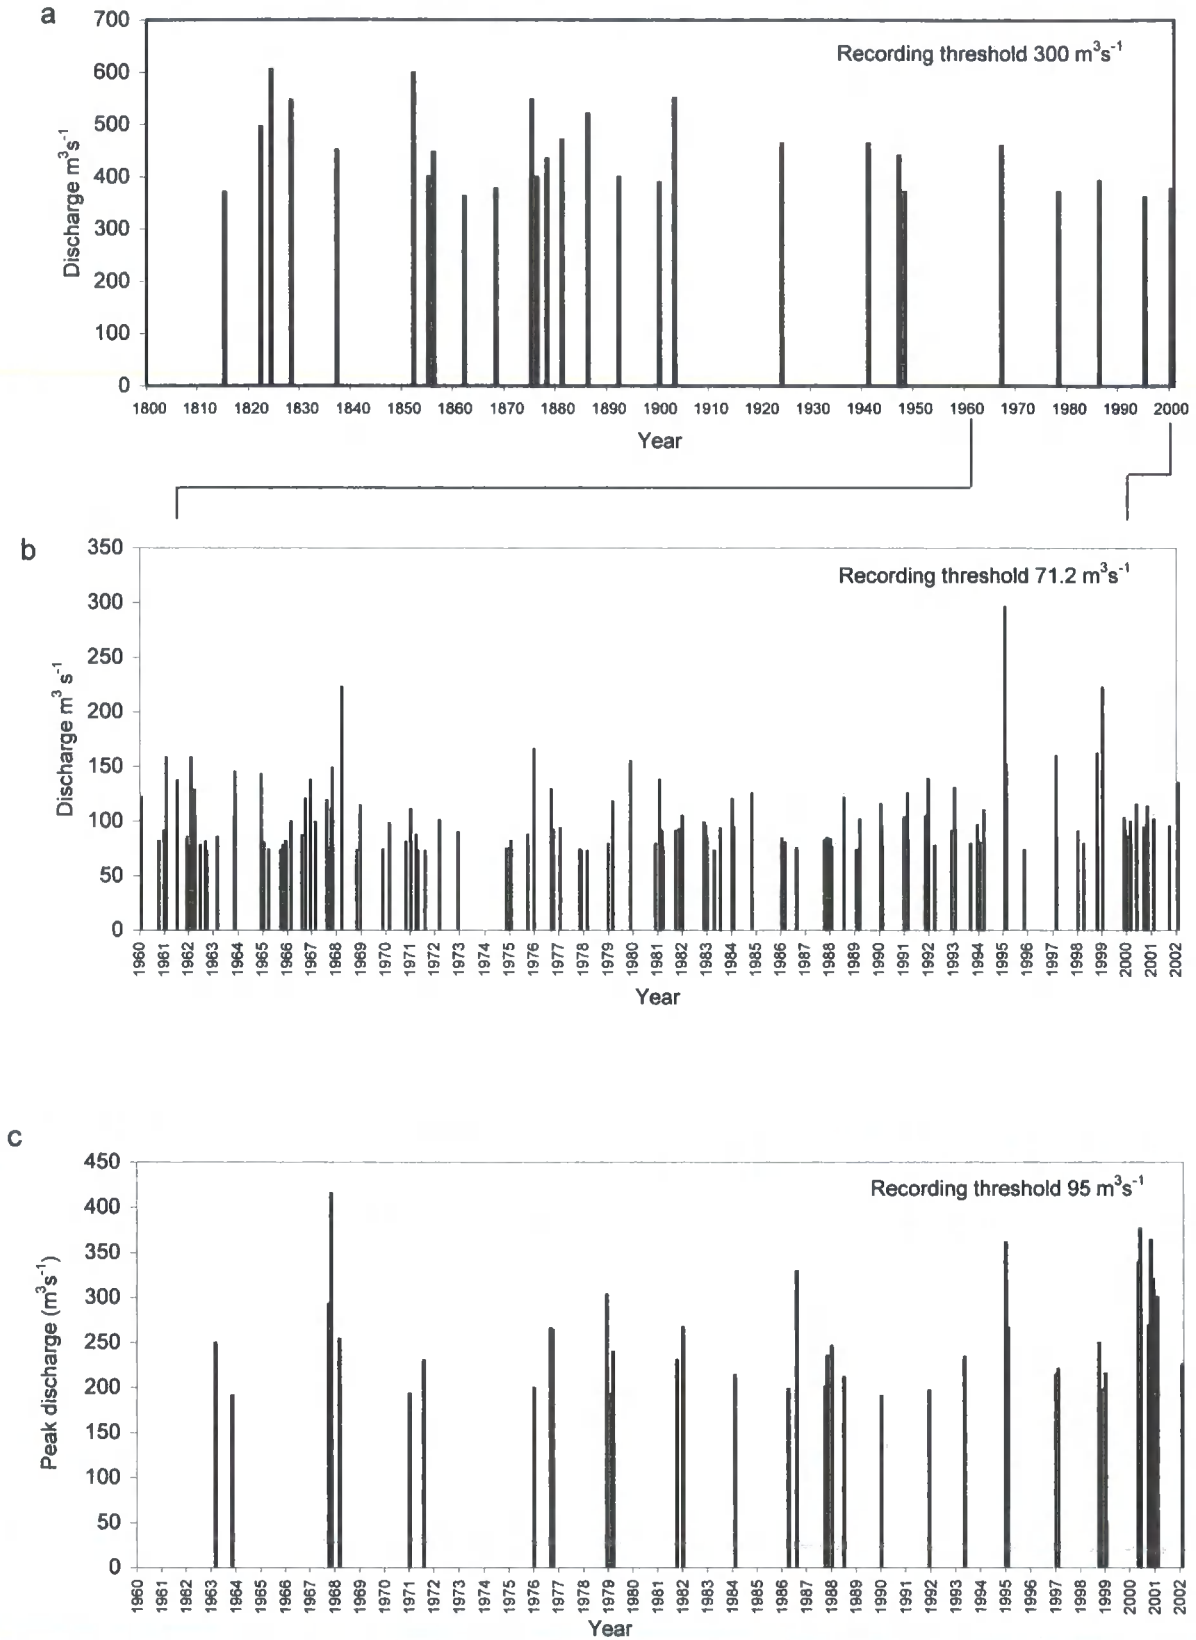 a
700
600
500
400
300
200
100
0
Discharge m³s⁻¹
Recording threshold 300 m³s⁻¹
1800 1810 1820 1830 1840 1850 1860 1870 1880 1890 1900 1910 1920 1930 1940 1950 1960 1970 1980 1990 2000
Year
b
350
300
250
200
150
100
50
0
Discharge m³ s⁻¹
Recording threshold 71.2 m³s⁻¹
1960 1961 1962 1963 1964 1965 1966 1967 1968 1969 1970 1971 1972 1973 1974 1975 1976 1977 1978 1979 1980 1981 1982 1983 1984 1985 1986 1987 1988 1989 1990 1991 1992 1993 1994 1995 1996 1997 1998 1999 2000 2001 2002
Year
c
450
400
350
300
250
200
150
100
50
0
Peak discharge (m³s⁻¹)
Recording threshold 95 m³s⁻¹
1960 1961 1962 1963 1964 1965 1966 1967 1968 1969 1970 1971 1972 1973 1974 1975 1976 1977 1978 1979 1980 1981 1982 1983 1984 1985 1986 1987 1988 1989 1990 1991 1992 1993 1994 1995 1996 1997 1998 1999 2000 2001 2002
Year